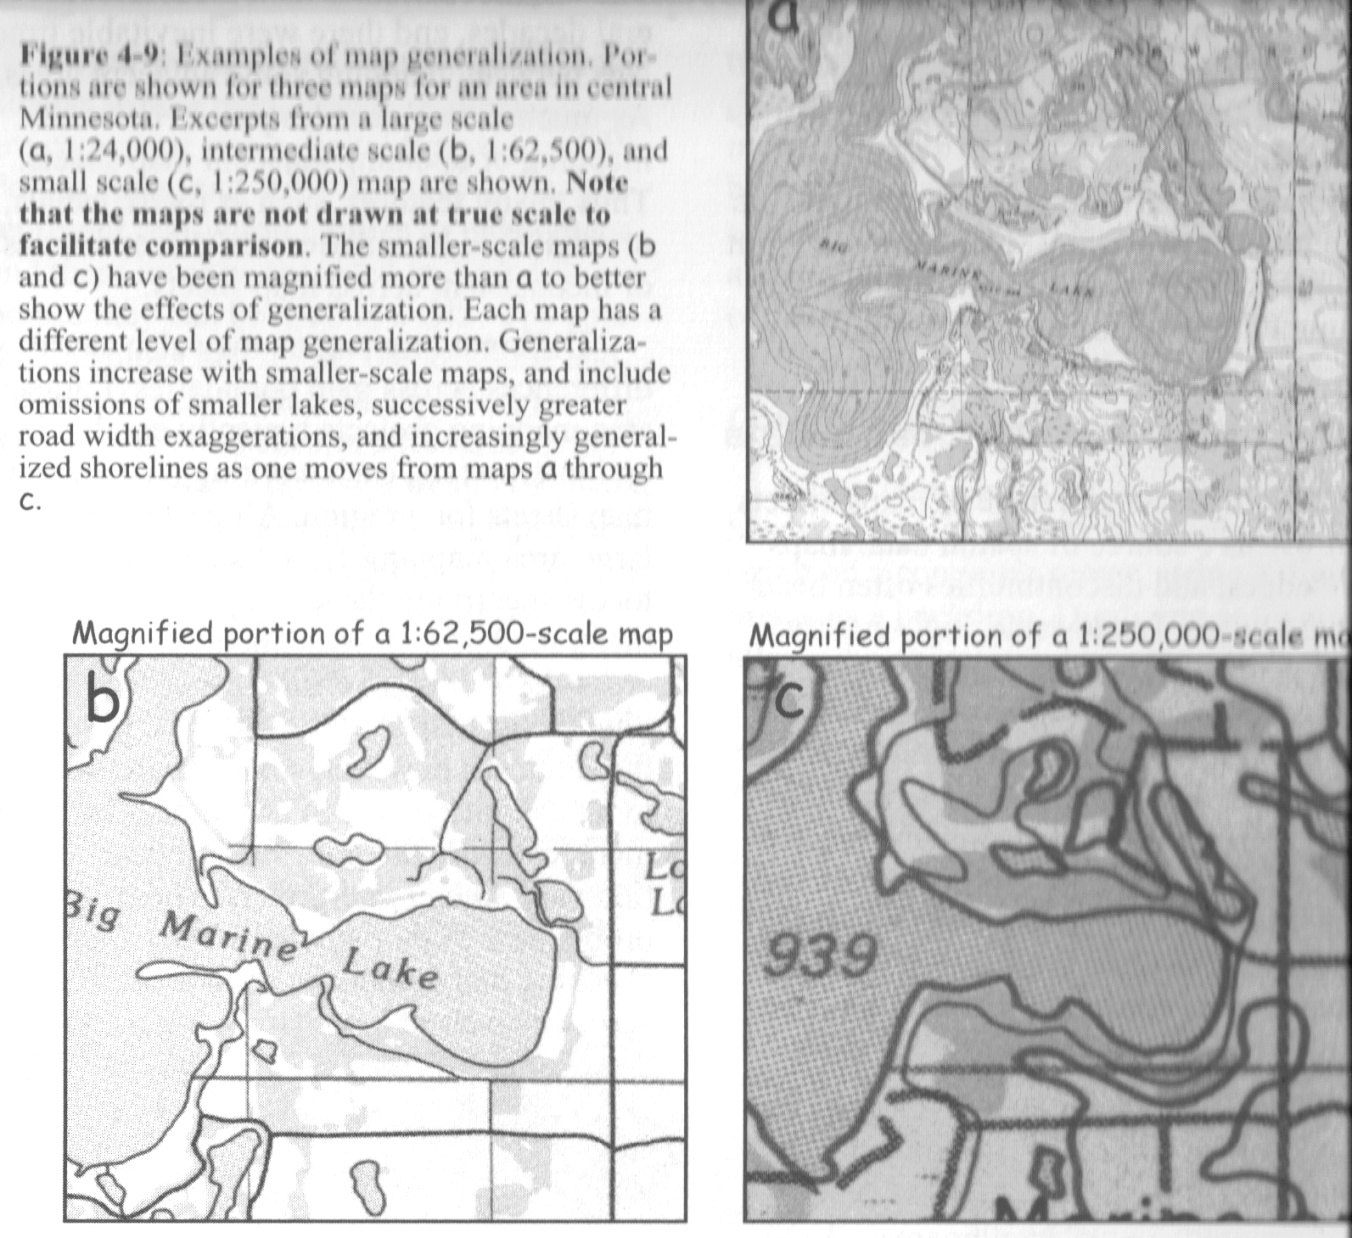 Figure 4-9: Examples of map generalization. Por-
tions are shown for three maps for an area in central
Minnesota. Excerpts from a large scale
(a, 1:24,000), intermediate scale (b, 1:62,500), and
small scale (c, 1:250,000) map are shown. Note
that the maps are not drawn at true scale to
facilitate comparison. The smaller-scale maps (b
and c) have been magnified more than a to better
show the effects of generalization. Each map has a
different level of map generalization. Generaliza-
tions increase with smaller-scale maps, and include
omissions of smaller lakes, successively greater
road width exaggerations, and increasingly general-
ized shorelines as one moves from maps a through
c.
a
BIG MARINE LAKE
Magnified portion of a 1:62,500-scale map
b
Big Marine Lake
Magnified portion of a 1:250,000-scale
c
939
Marine